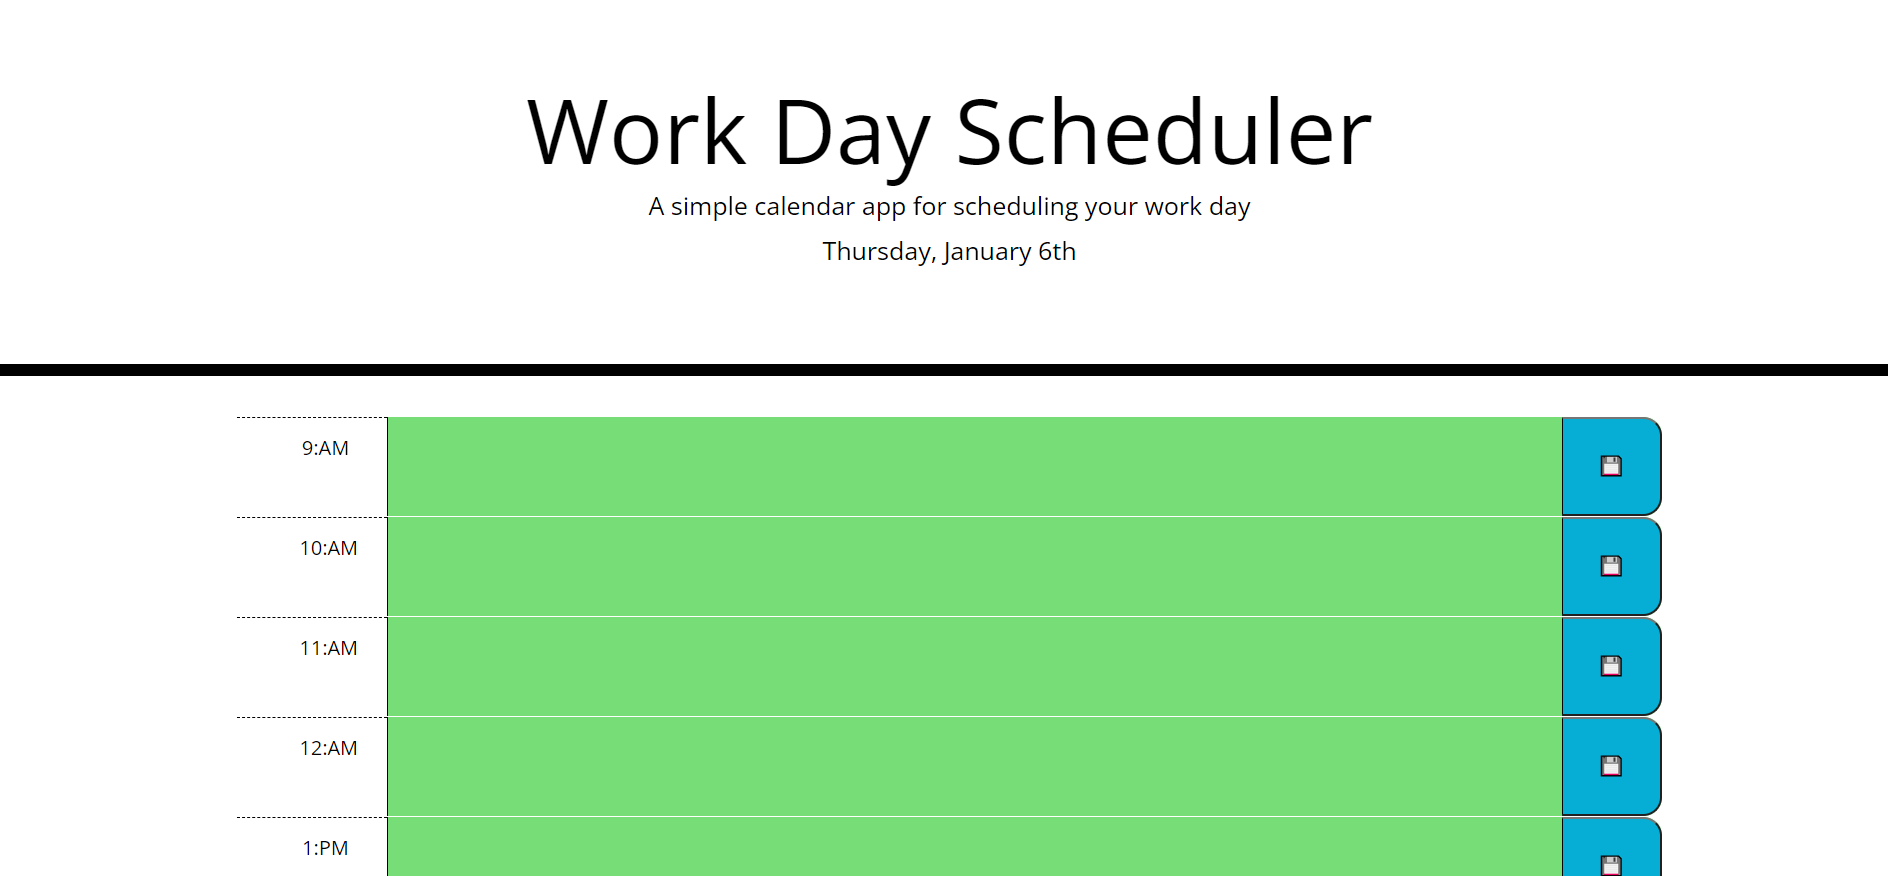 Work Day Scheduler
A simple calendar app for scheduling your work day
Thursday, January 6th
9:AM
10:AM
11:AM
12:AM
1:PM